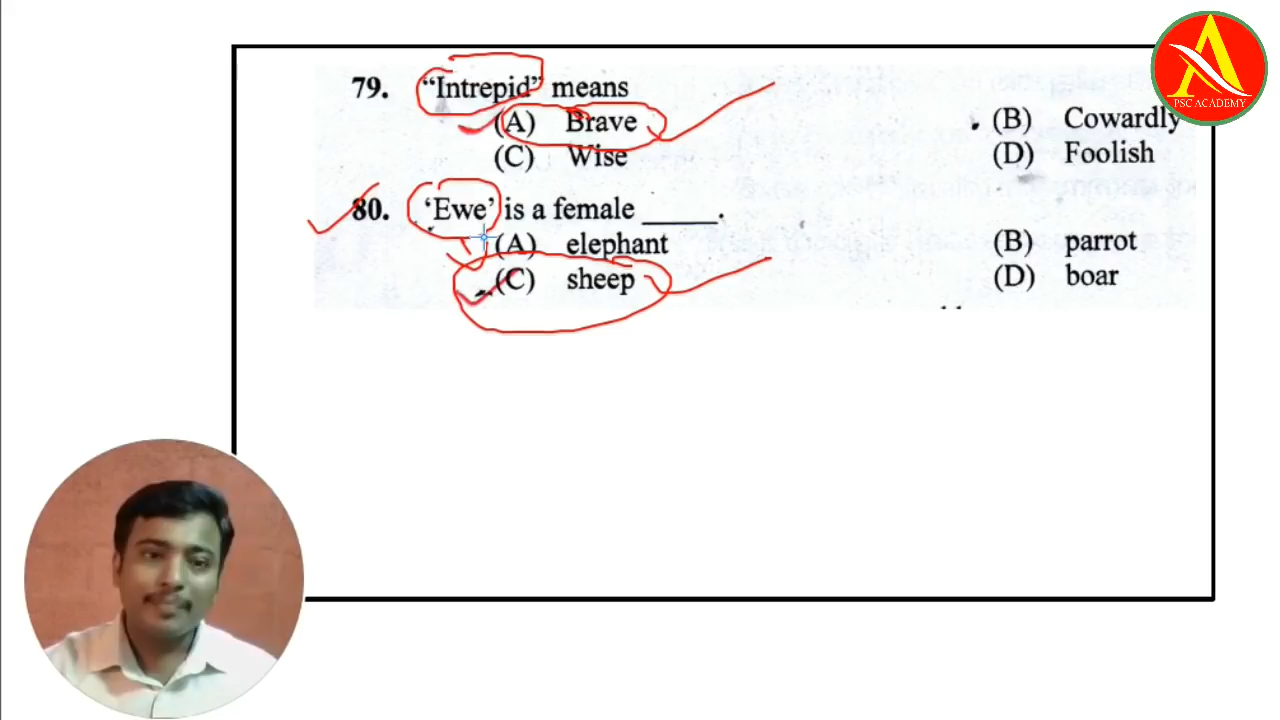 79. “Intrepid” means
(A) Brave (B) Cowardly
(C) Wise (D) Foolish
80. ‘Ewe’ is a female ______.
(A) elephant (B) parrot
(C) sheep (D) boar
A
PSC ACADEMY